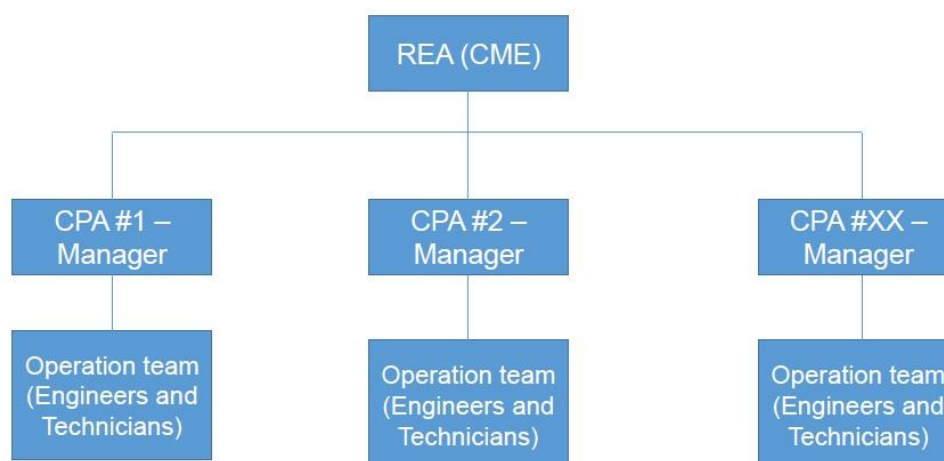 REA (CME)
CPA #1 –
Manager
CPA #2 –
Manager
CPA #XX –
Manager
Operation team
(Engineers and
Technicians)
Operation team
(Engineers and
Technicians)
Operation team
(Engineers and
Technicians)